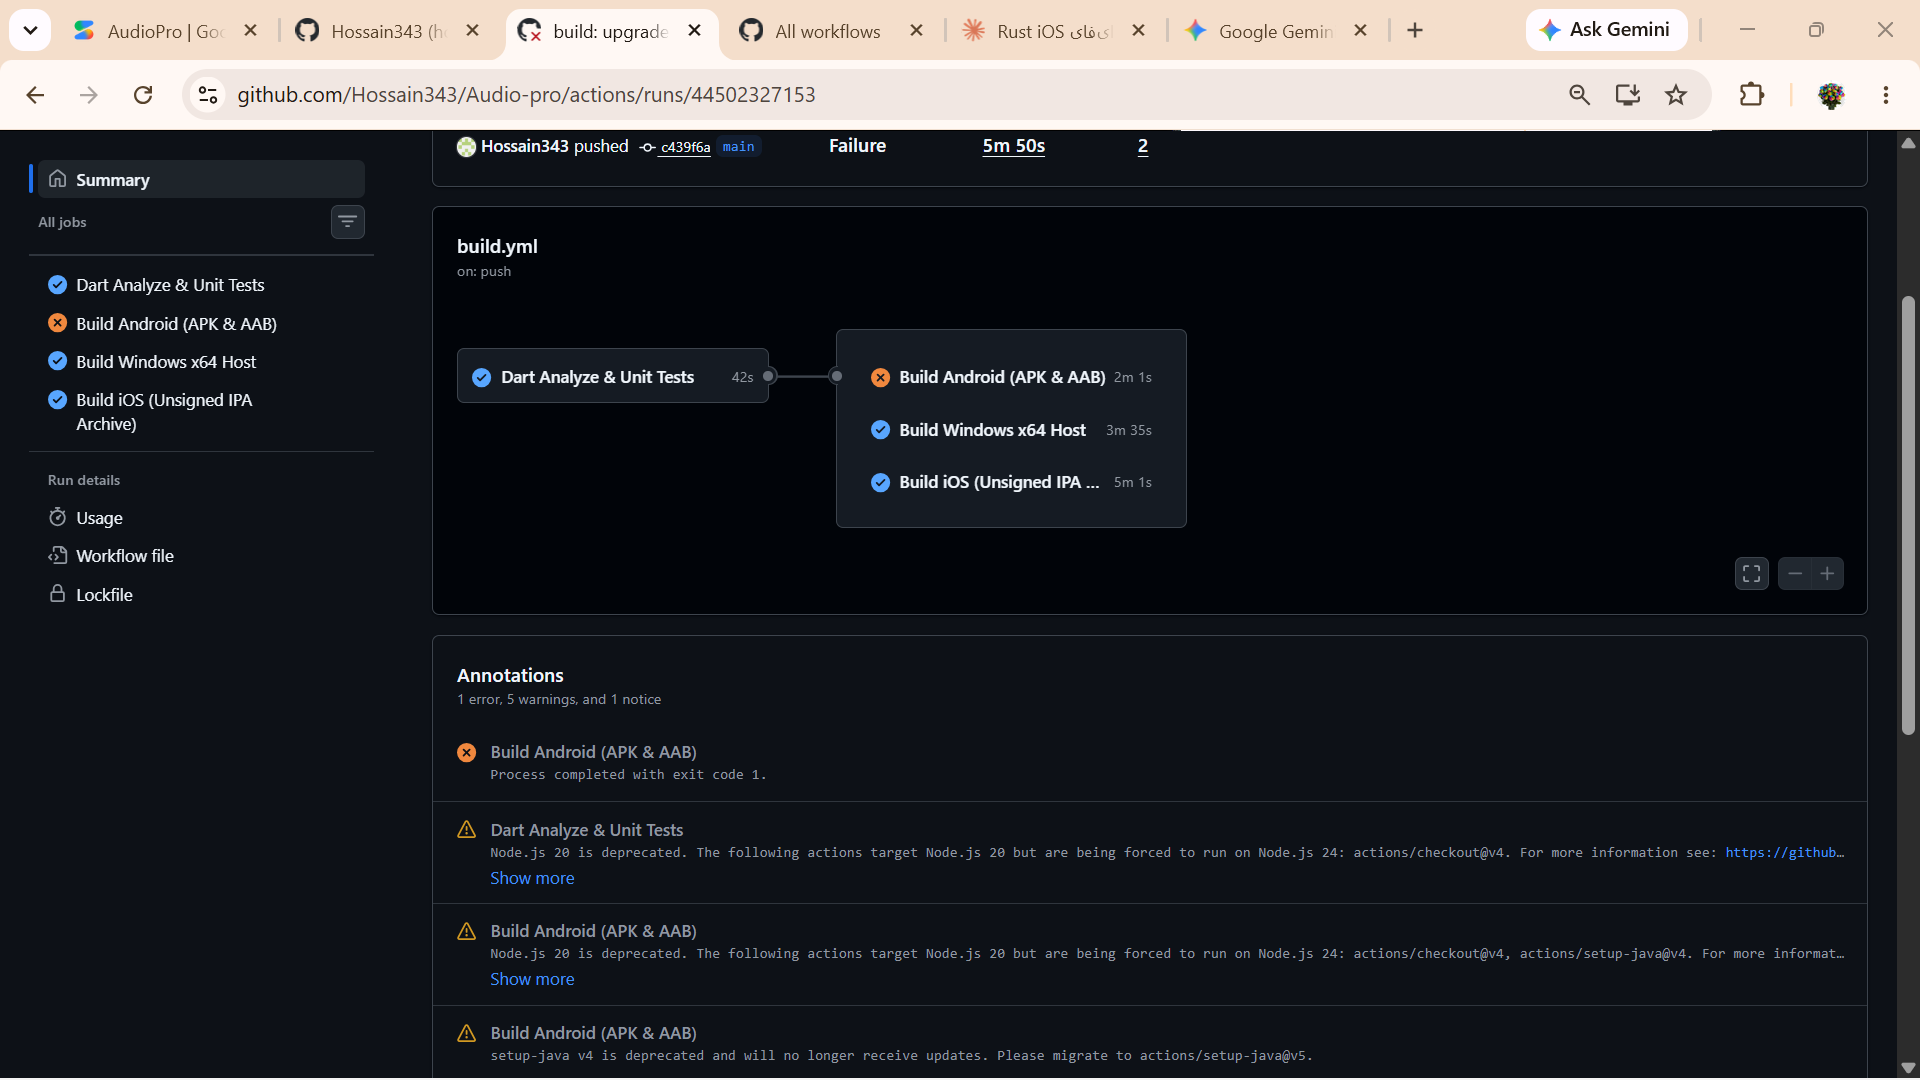 AudioPro | Goo
Hossain343 (h
build: upgrade
All workflows
Rust iOS ای‌فای
Google Gemin
Ask Gemini
github.com/Hossain343/Audio-pro/actions/runs/44502327153
Hossain343 pushed c439f6a main
Failure
5m 50s
2
Summary
All jobs
Dart Analyze & Unit Tests
Build Android (APK & AAB)
Build Windows x64 Host
Build iOS (Unsigned IPA
Archive)
Run details
Usage
Workflow file
Lockfile
build.yml
on: push
Dart Analyze & Unit Tests 42s
Build Android (APK & AAB) 2m 1s
Build Windows x64 Host 3m 35s
Build iOS (Unsigned IPA ... 5m 1s
Annotations
1 error, 5 warnings, and 1 notice
Build Android (APK & AAB)
Process completed with exit code 1.
Dart Analyze & Unit Tests
Node.js 20 is deprecated. The following actions target Node.js 20 but are being forced to run on Node.js 24: actions/checkout@v4. For more information see: https://github…
Show more
Build Android (APK & AAB)
Node.js 20 is deprecated. The following actions target Node.js 20 but are being forced to run on Node.js 24: actions/checkout@v4, actions/setup-java@v4. For more informat…
Show more
Build Android (APK & AAB)
setup-java v4 is deprecated and will no longer receive updates. Please migrate to actions/setup-java@v5.